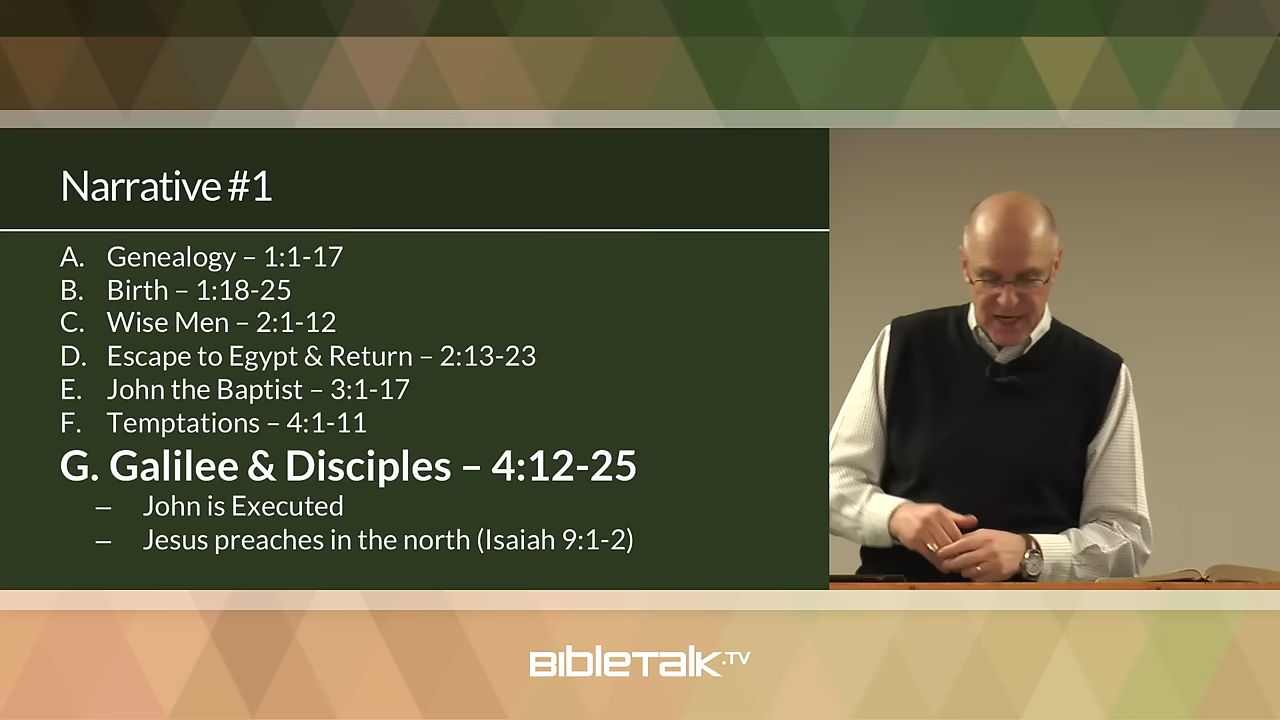 Narrative #1
A. Genealogy – 1:1-17
B. Birth – 1:18-25
C. Wise Men – 2:1-12
D. Escape to Egypt & Return – 2:13-23
E. John the Baptist – 3:1-17
F. Temptations – 4:1-11
G. Galilee & Disciples – 4:12-25
– John is Executed
– Jesus preaches in the north (Isaiah 9:1-2)
BIBLETALK.TV